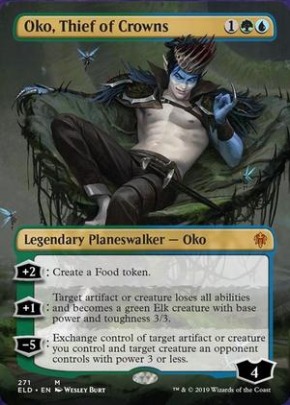 Oko, Thief of Crowns 1
Legendary Planeswalker — Oko
+2: Create a Food token.
Target artifact or creature loses all abilities
+1: and becomes a green Elk creature with base
power and toughness 3/3.
Exchange control of target artifact or creature
-5: you control and target creature an opponent
controls with power 3 or less.
4
271 M
ELD • EN WESLEY BURT ™ & © 2019 Wizards of the Coast